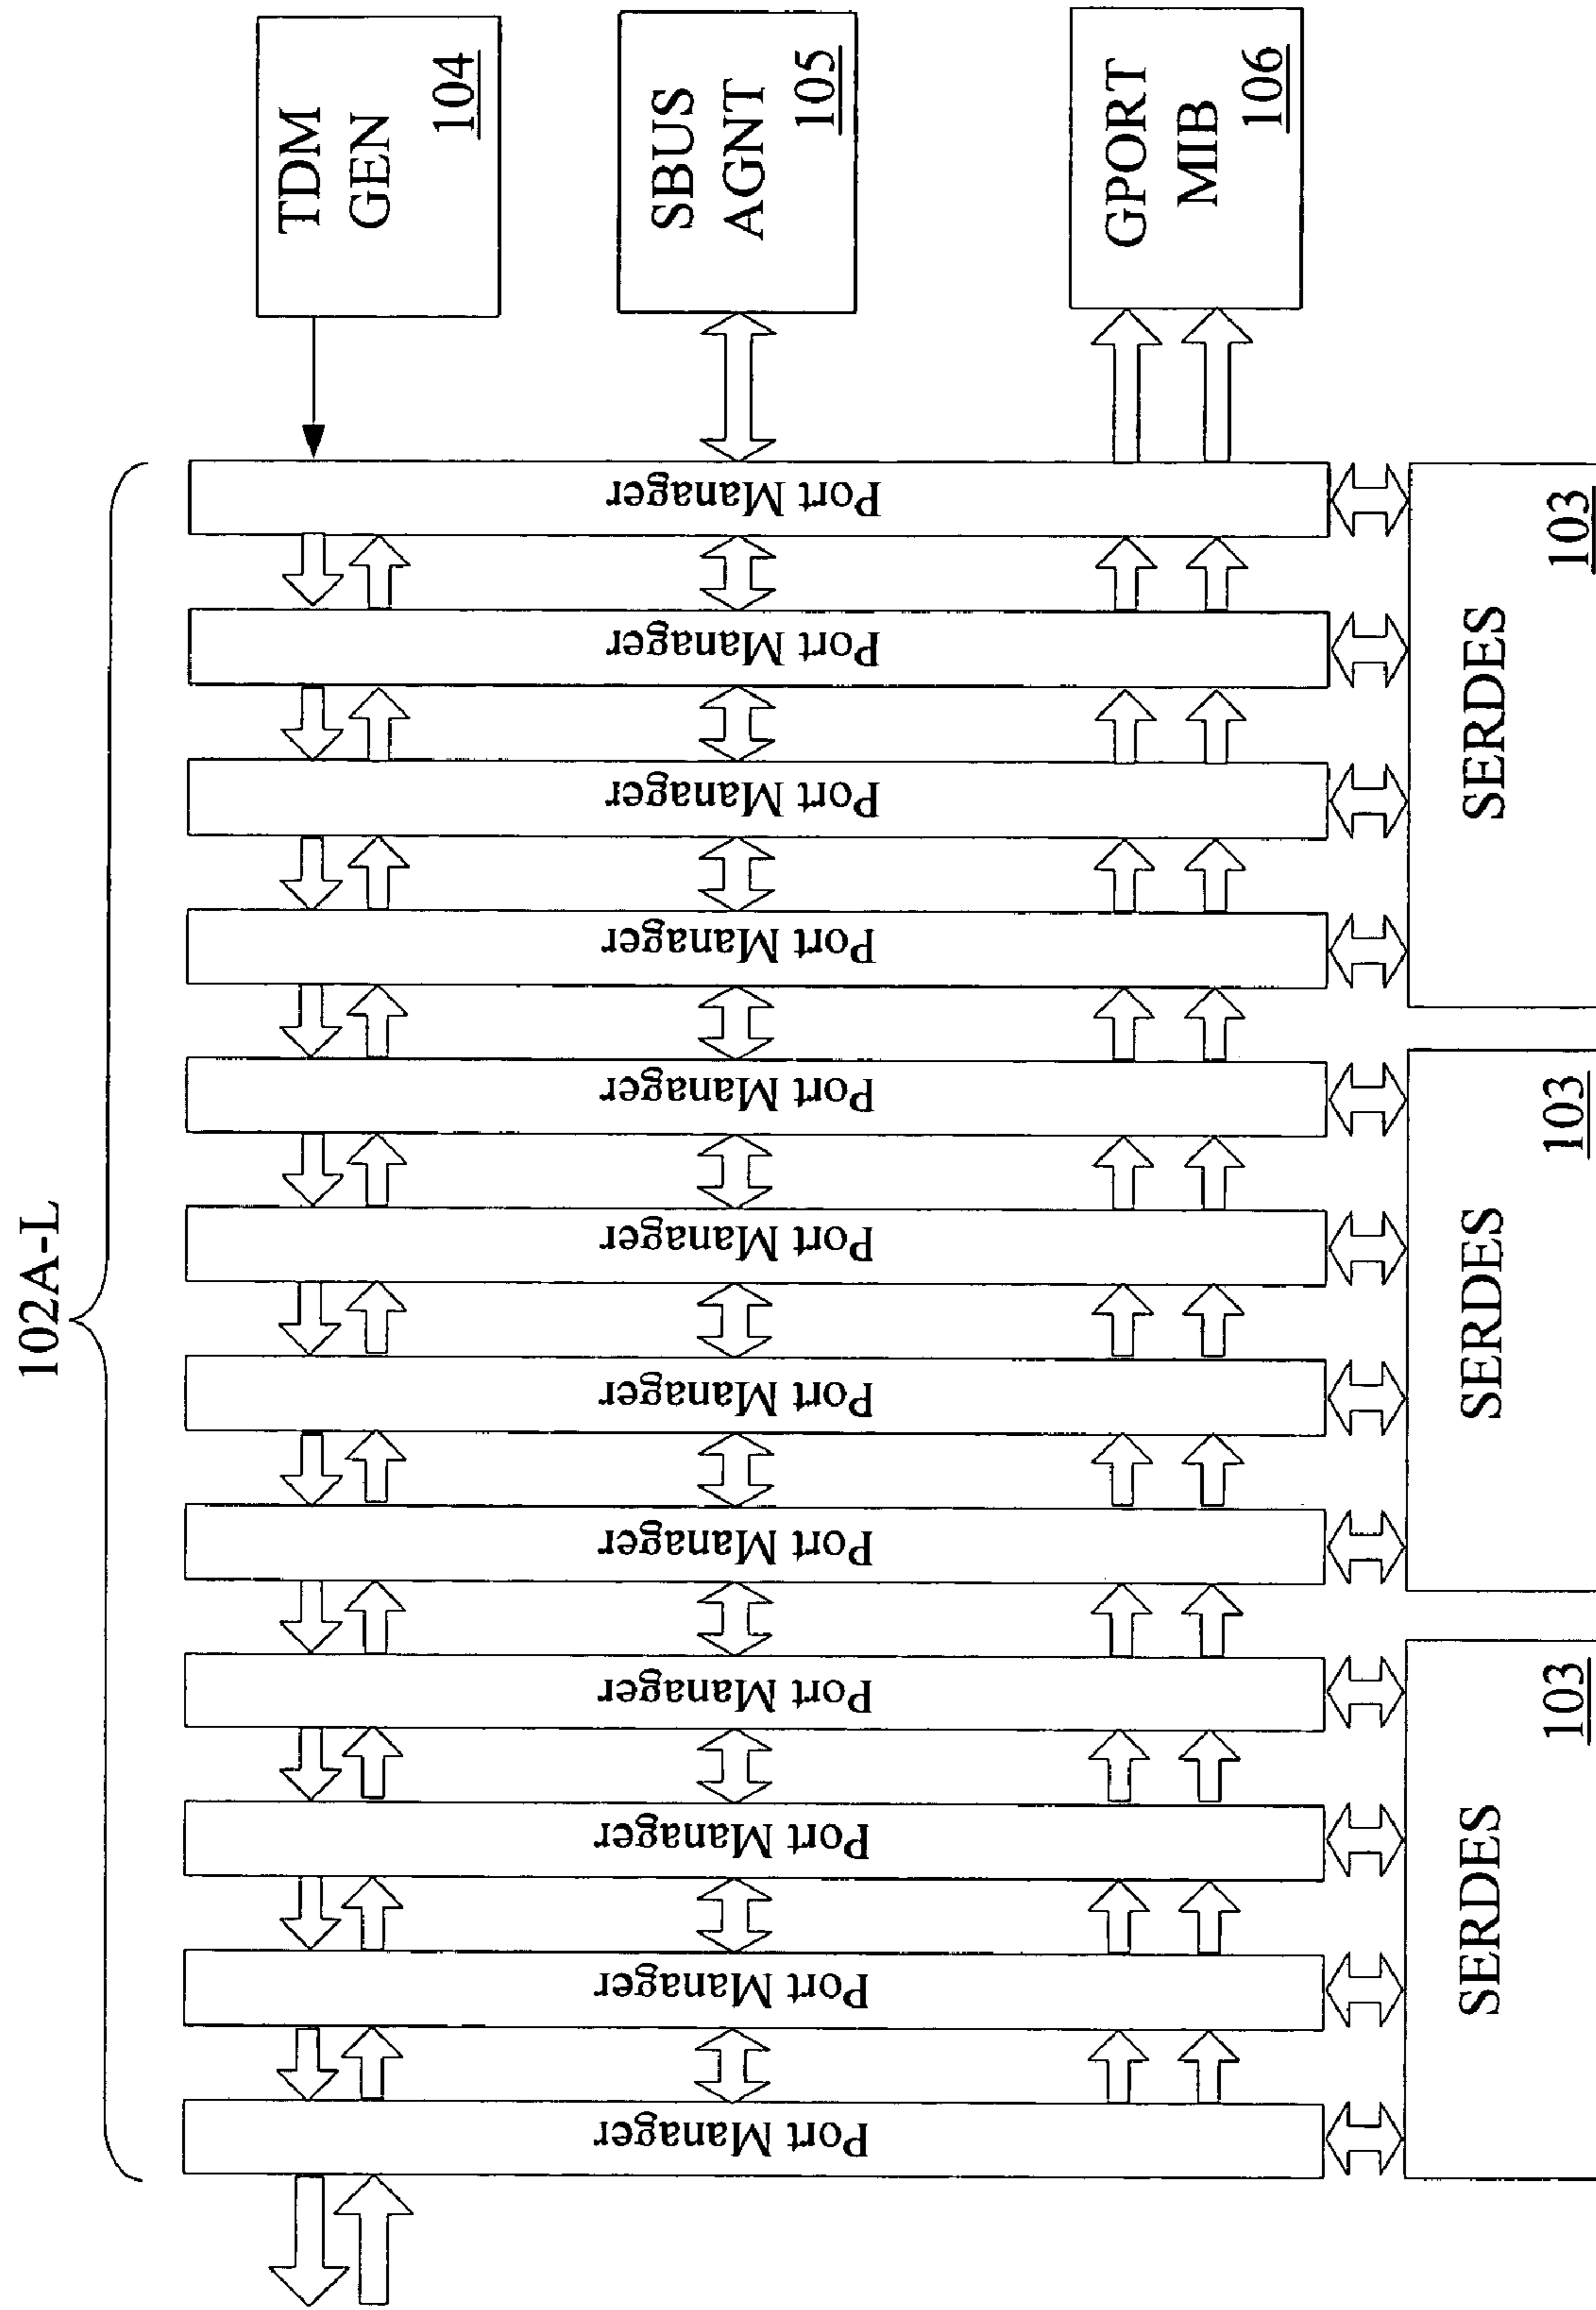 102A-L
Port Manager
Port Manager
Port Manager
Port Manager
Port Manager
Port Manager
Port Manager
Port Manager
Port Manager
Port Manager
Port Manager
Port Manager
TDM
GEN
104
SBUS
AGNT
105
GPORT
MIB
106
SERDES
103
SERDES
103
SERDES
103